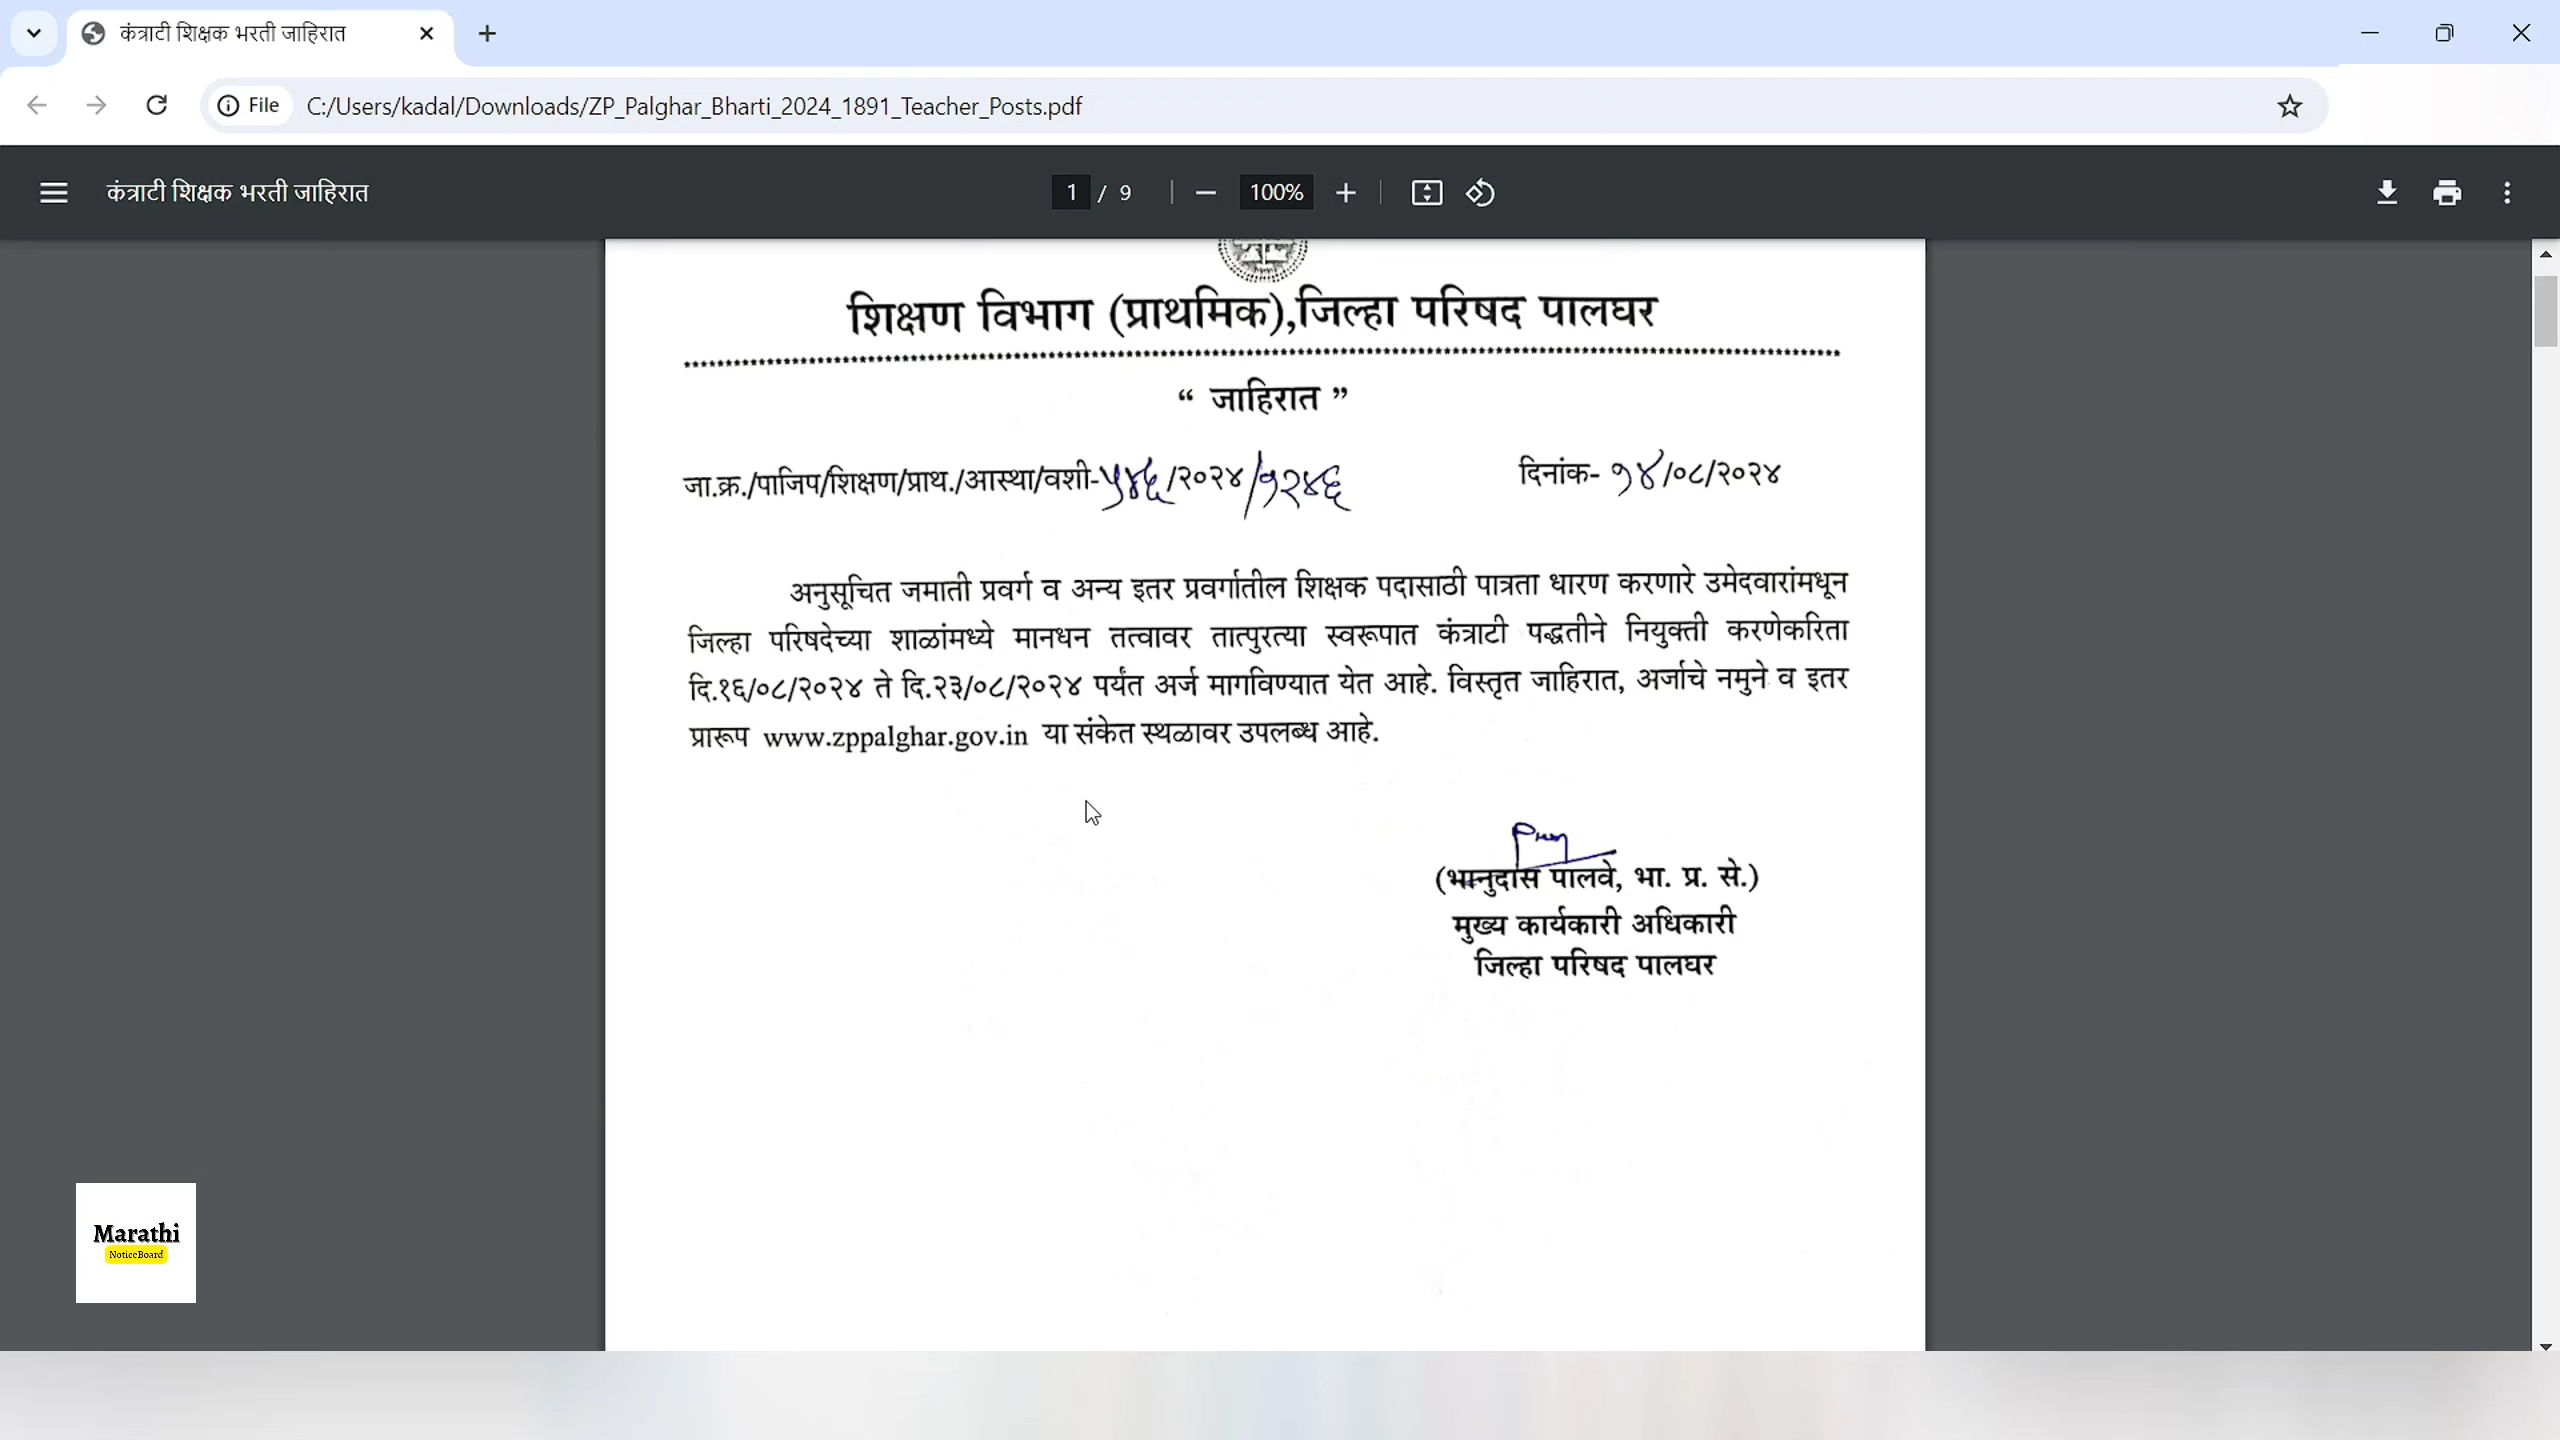 कंत्राटी शिक्षक भरती जाहिरात
File C:/Users/kadal/Downloads/ZP_Palghar_Bharti_2024_1891_Teacher_Posts.pdf
कंत्राटी शिक्षक भरती जाहिरात 1 / 9 100%
शिक्षण विभाग (प्राथमिक),जिल्हा परिषद पालघर
“ जाहिरात ”
जा.क्र./पाजिप/शिक्षण/प्राथ./आस्था/वशी-५४६/२०२४/१२४६ दिनांक- १४/०८/२०२४
अनुसूचित जमाती प्रवर्ग व अन्य इतर प्रवर्गातील शिक्षक पदासाठी पात्रता धारण करणारे उमेदवारांमधून
जिल्हा परिषदेच्या शाळांमध्ये मानधन तत्वावर तात्पुरत्या स्वरूपात कंत्राटी पद्धतीने नियुक्ती करणेकरिता
दि.१६/०८/२०२४ ते दि.२३/०८/२०२४ पर्यंत अर्ज मागविण्यात येत आहे. विस्तृत जाहिरात, अर्जाचे नमुने व इतर
प्रारूप www.zppalghar.gov.in या संकेत स्थळावर उपलब्ध आहे.
(भानुदास पालवे, भा. प्र. से.)
मुख्य कार्यकारी अधिकारी
जिल्हा परिषद पालघर
Marathi
NoticeBoard